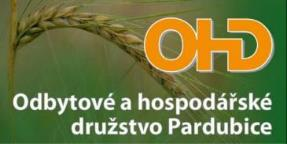 OHD
Odbytové a hospodářské
družstvo Pardubice